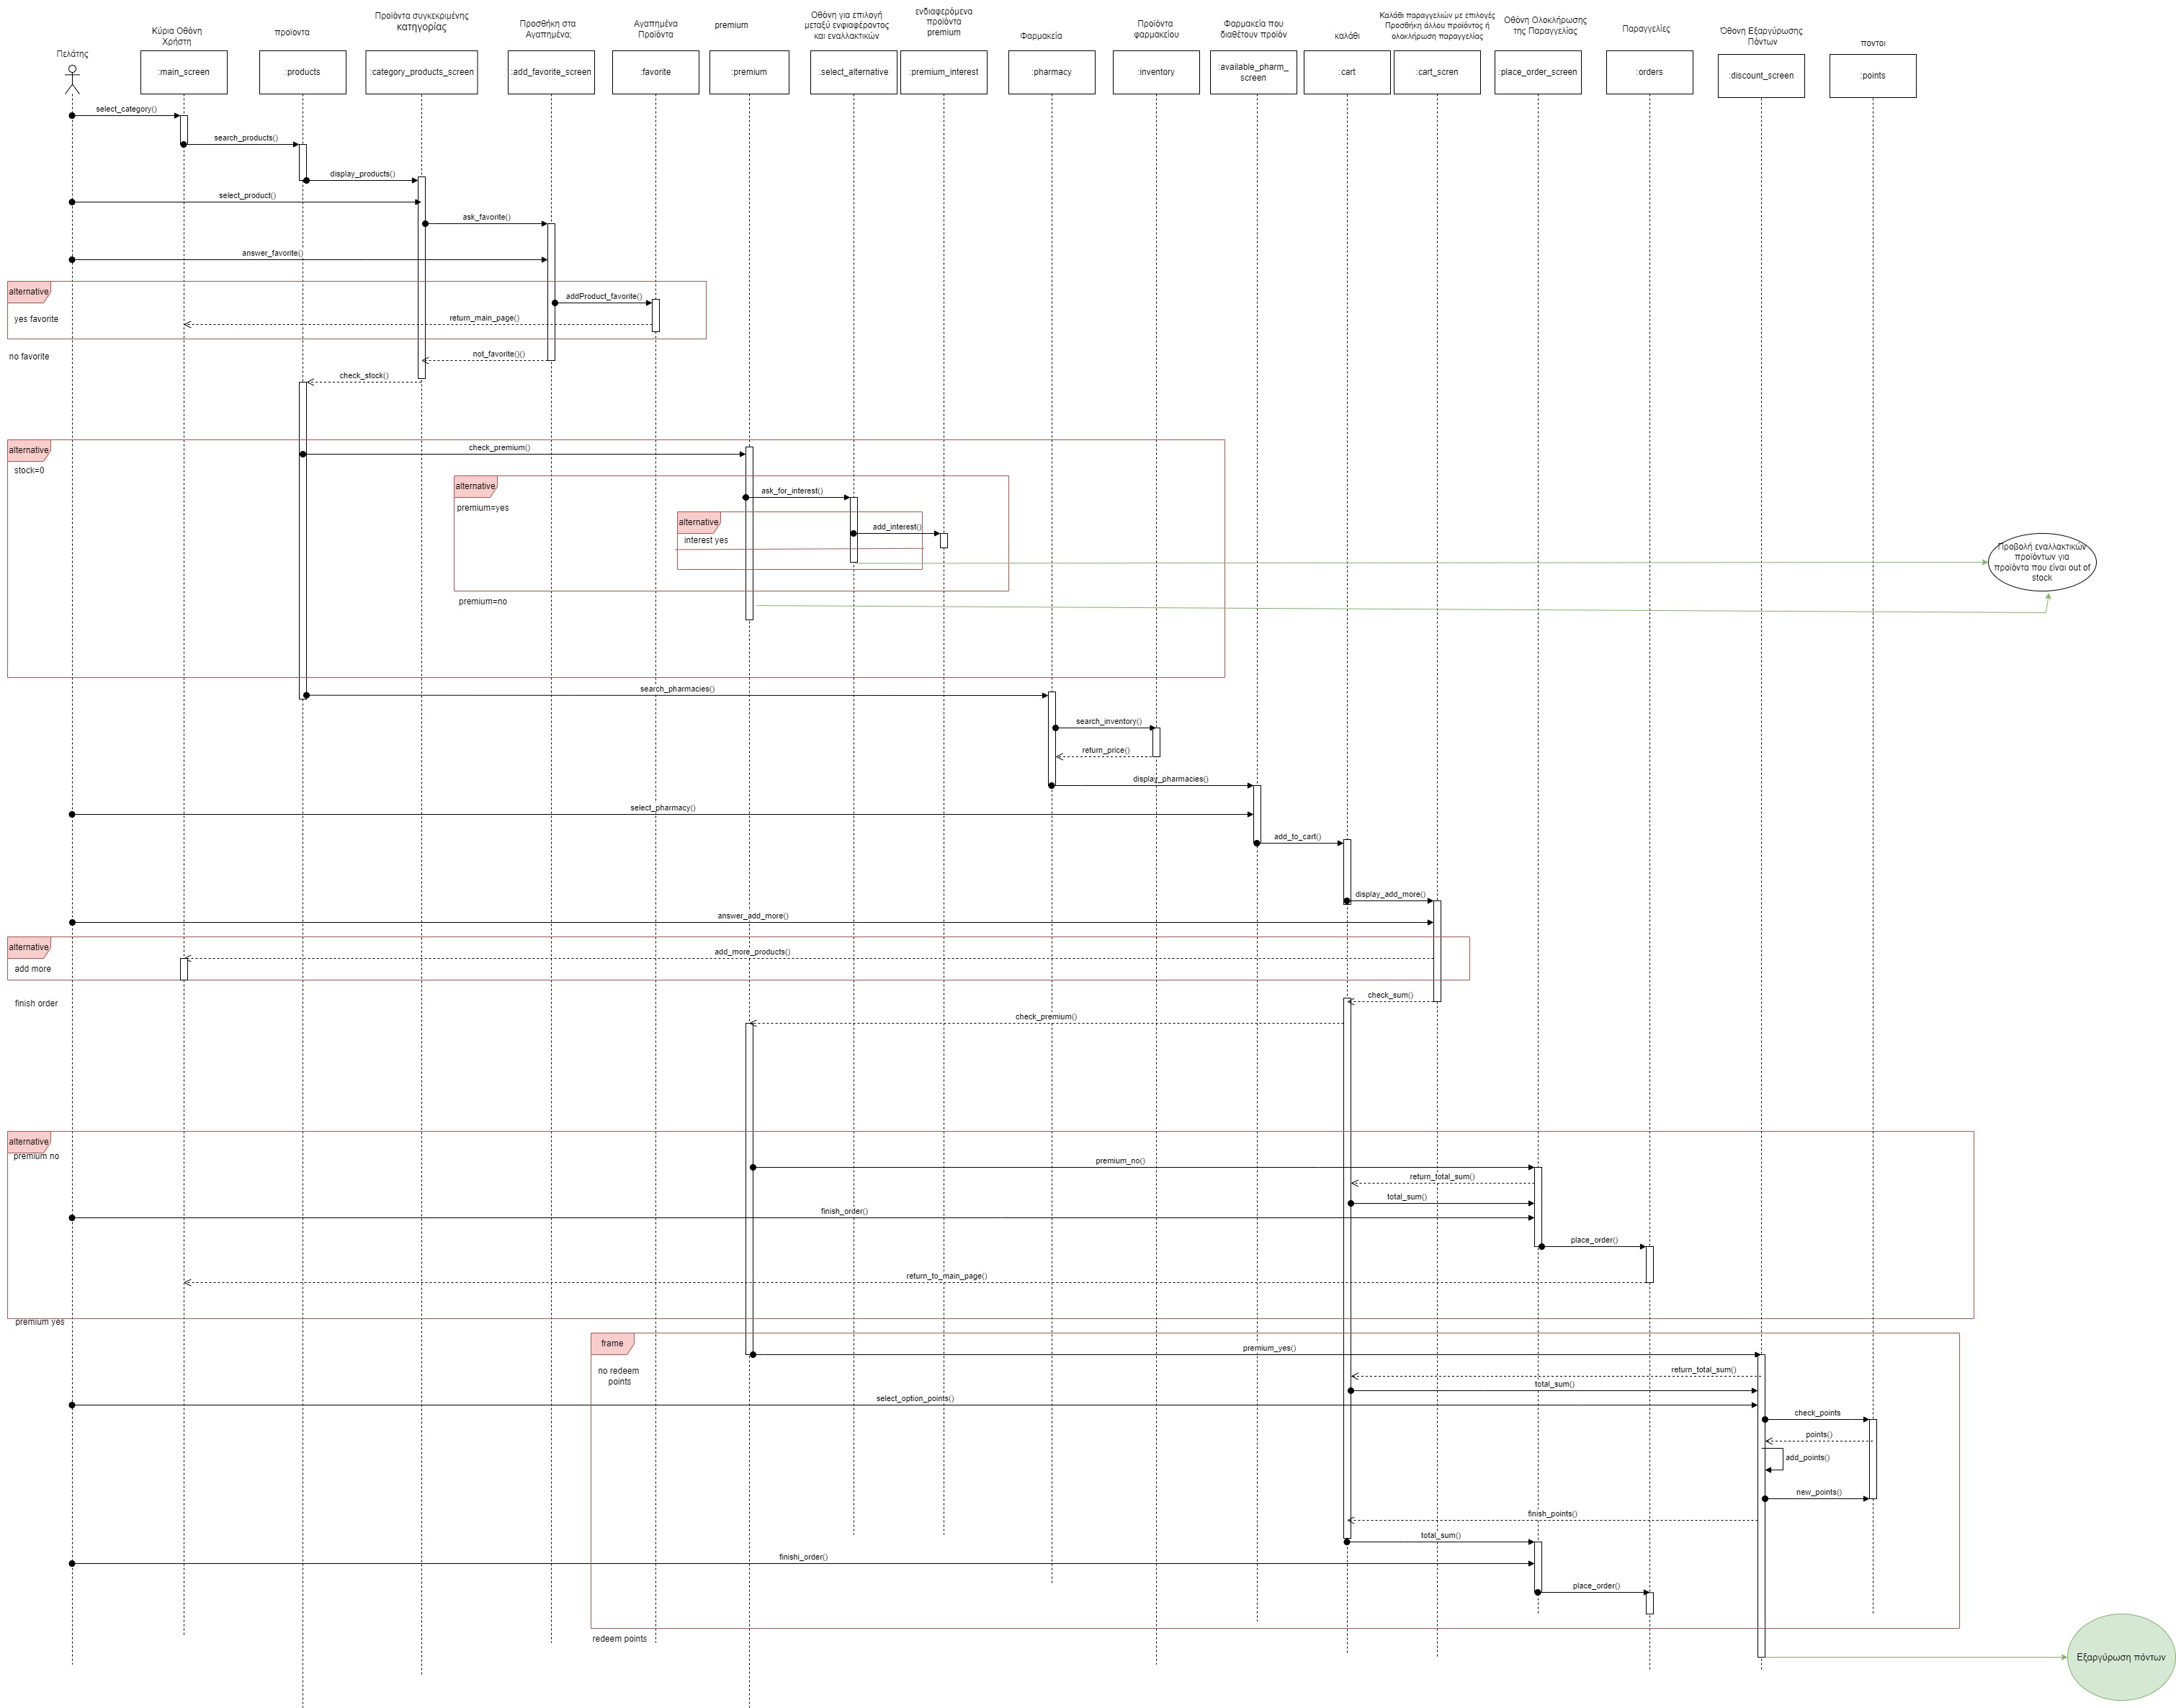 Πελάτης
Κύρια Οθόνη
Χρήστη
:main_screen
προϊοντα
:products
Προϊόντα συγκεκριμένης
κατηγορίας
:category_products_screen
Προσθήκη στα
Αγαπημένα;
:add_favorite_screen
Αγαπημένα
Προϊόντα
:favorite
premium
:premium
Οθόνη για επιλογή
μεταξύ ενφιαφέροντος
και εναλλακτικών
:select_alternative
ενδιαφερόμενα
προϊόντα
premium
:premium_interest
Φαρμακεία
:pharmacy
Προϊόντα
φαρμακείου
:inventory
Φαρμακεία που
διαθέτουν προϊόν
:available_pharm_
screen
καλάθι
:cart
Καλάθι παραγγελιών με επιλογές
Προσθήκη άλλου προϊόντος ή
ολοκλήρωση παραγγελίας
:cart_scren
Οθόνη Ολοκλήρωσης
της Παραγγελίας
:place_order_screen
Παραγγελίες
:orders
Όθονη Εξαργύρωσης
Πόντων
:discount_screen
ποντοι
:points
select_category()
search_products()
display_products()
select_product()
ask_favorite()
answer_favorite()
alternative
addProduct_favorite()
yes favorite
return_main_page()
no favorite
not_favorite()()
check_stock()
alternative
check_premium()
stock=0
alternative
ask_for_interest()
premium=yes
alternative
add_interest()
interest yes
Προβολή εναλλακτικών
προϊόντων για
προϊόντα που είναι out of
stock
premium=no
search_pharmacies()
search_inventory()
return_price()
display_pharmacies()
select_pharmacy()
add_to_cart()
display_add_more()
answer_add_more()
alternative
add_more_products()
add more
check_sum()
finish order
check_premium()
alternative
premium no
premium_no()
return_total_sum()
total_sum()
finish_order()
place_order()
return_to_main_page()
premium yes
frame
premium_yes()
no redeem
points
return_total_sum()
total_sum()
select_option_points()
check_points
points()
add_points()
new_points()
finish_points()
total_sum()
finishi_order()
place_order()
redeem points
Εξαργύρωση πόντων